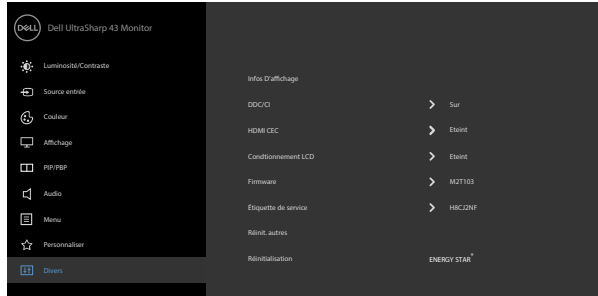 DELL Dell UltraSharp 43 Monitor
Luminosité/Contraste
Source entrée
Couleur
Affichage
PIP/PBP
Audio
Menu
Personnaliser
Divers
Infos D'affichage
DDC/CI > Sur
HDMI CEC > Eteint
Condtionnement LCD > Eteint
Firmware > M2T103
Étiquette de service > H8CJ2NF
Réinit. autres
Réinitialisation ENERGY STAR®